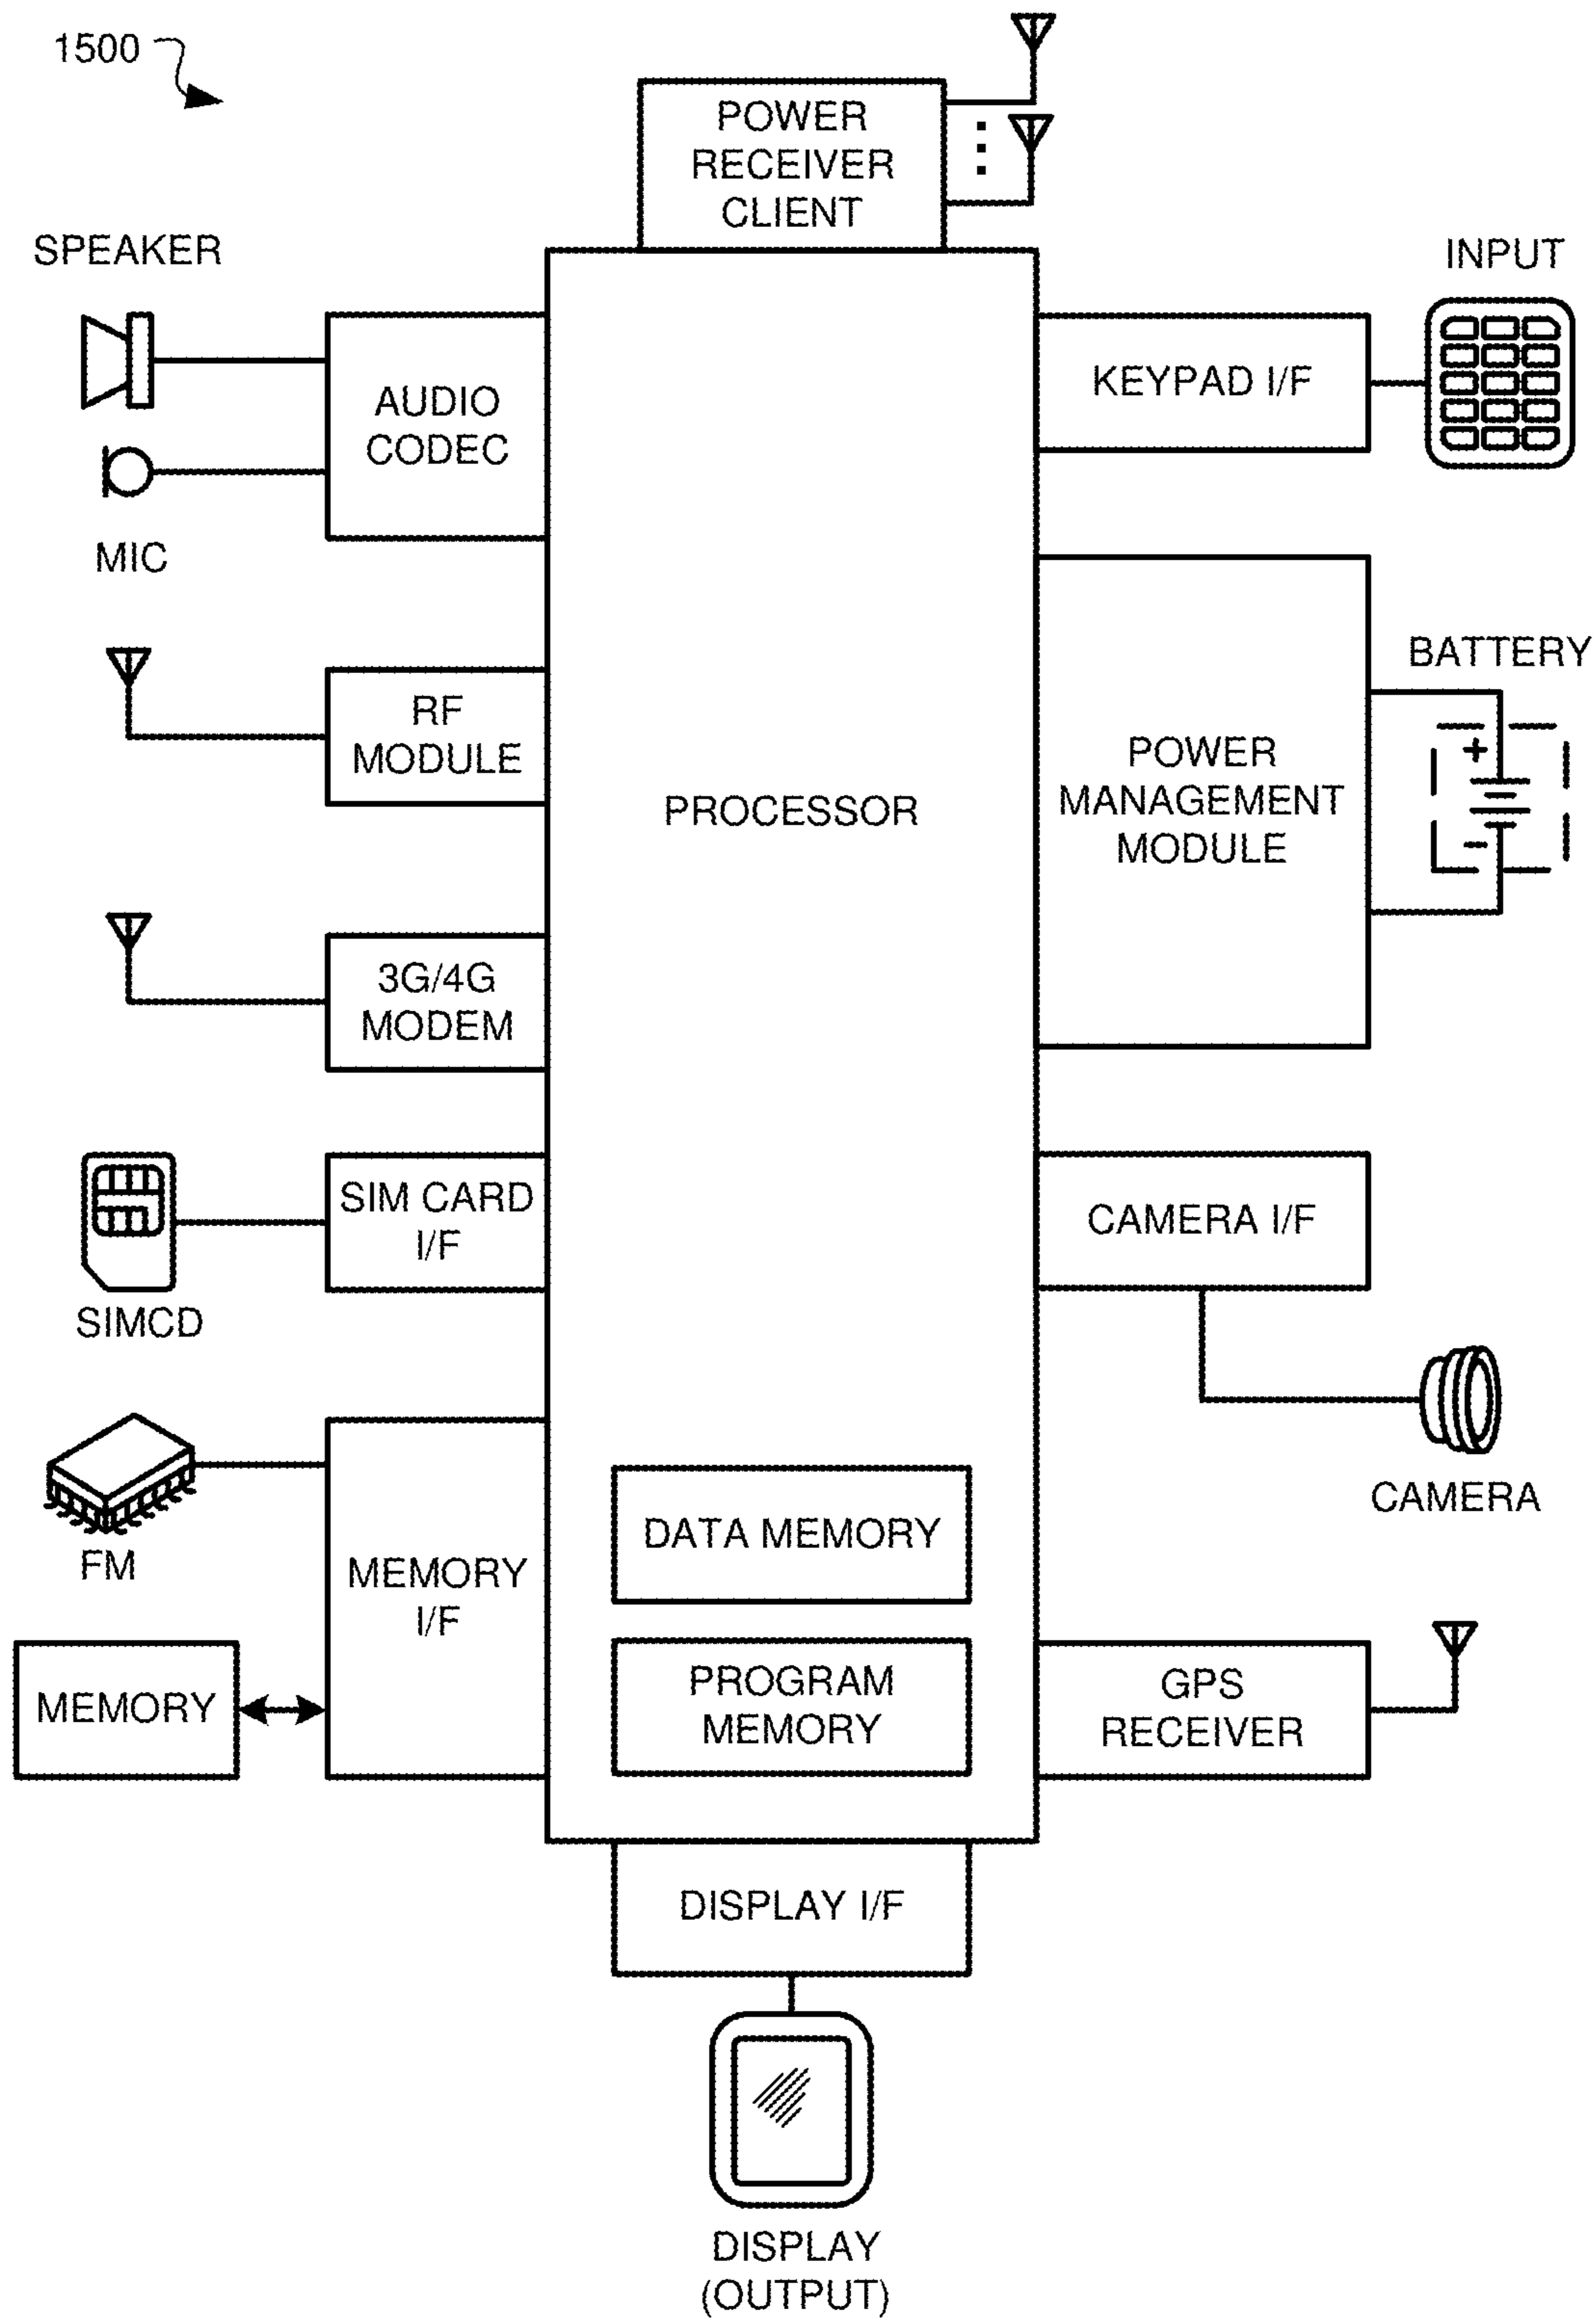 1500
POWER
RECEIVER
CLIENT
SPEAKER
INPUT
AUDIO
CODEC
KEYPAD I/F
MIC
BATTERY
RF
MODULE
PROCESSOR
POWER
MANAGEMENT
MODULE
+
-
3G/4G
MODEM
SIM CARD
I/F
SIMCD
CAMERA I/F
CAMERA
FM
MEMORY
I/F
MEMORY
DATA MEMORY
PROGRAM
MEMORY
GPS
RECEIVER
DISPLAY I/F
DISPLAY
(OUTPUT)